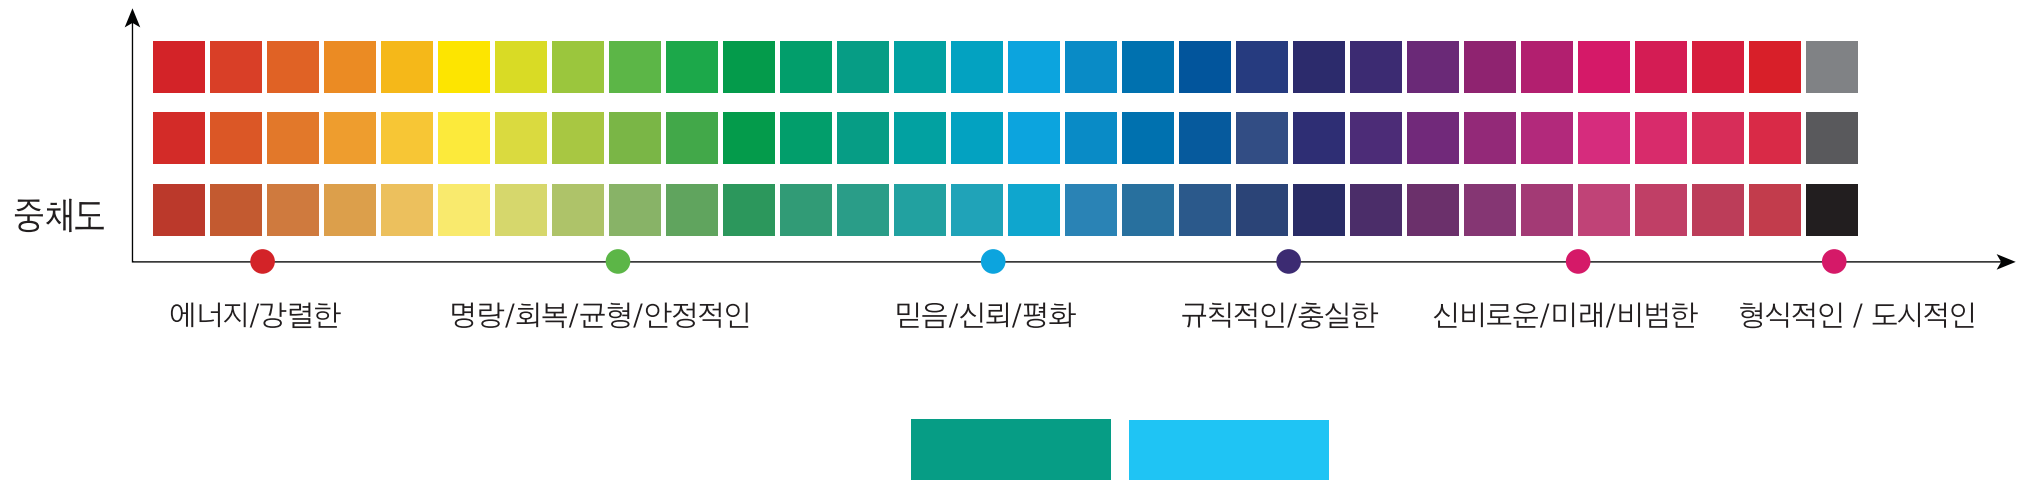 중채도
에너지/강렬한
명랑/회복/균형/안정적인
믿음/신뢰/평화
규칙적인/충실한
신비로운/미래/비범한
형식적인 / 도시적인